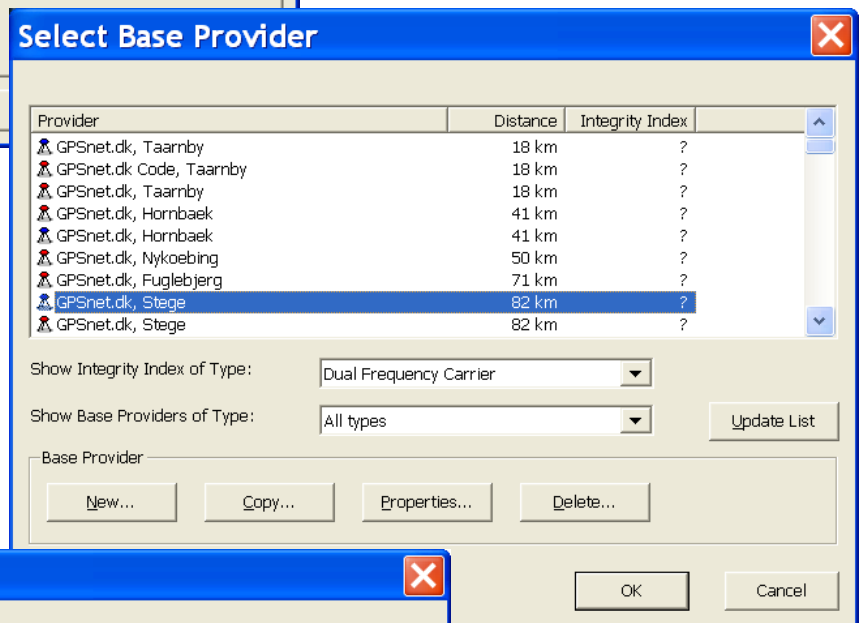 Select Base Provider
Provider Distance Integrity Index
GPSnet.dk, Taarnby 18 km ?
GPSnet.dk Code, Taarnby 18 km ?
GPSnet.dk, Taarnby 18 km ?
GPSnet.dk, Hornbaek 41 km ?
GPSnet.dk, Hornbaek 41 km ?
GPSnet.dk, Nykoebing 50 km ?
GPSnet.dk, Fuglebjerg 71 km ?
GPSnet.dk, Stege 82 km ?
GPSnet.dk, Stege 82 km ?
Show Integrity Index of Type: Dual Frequency Carrier
Show Base Providers of Type: All types Update List
Base Provider
New... Copy... Properties... Delete...
OK Cancel